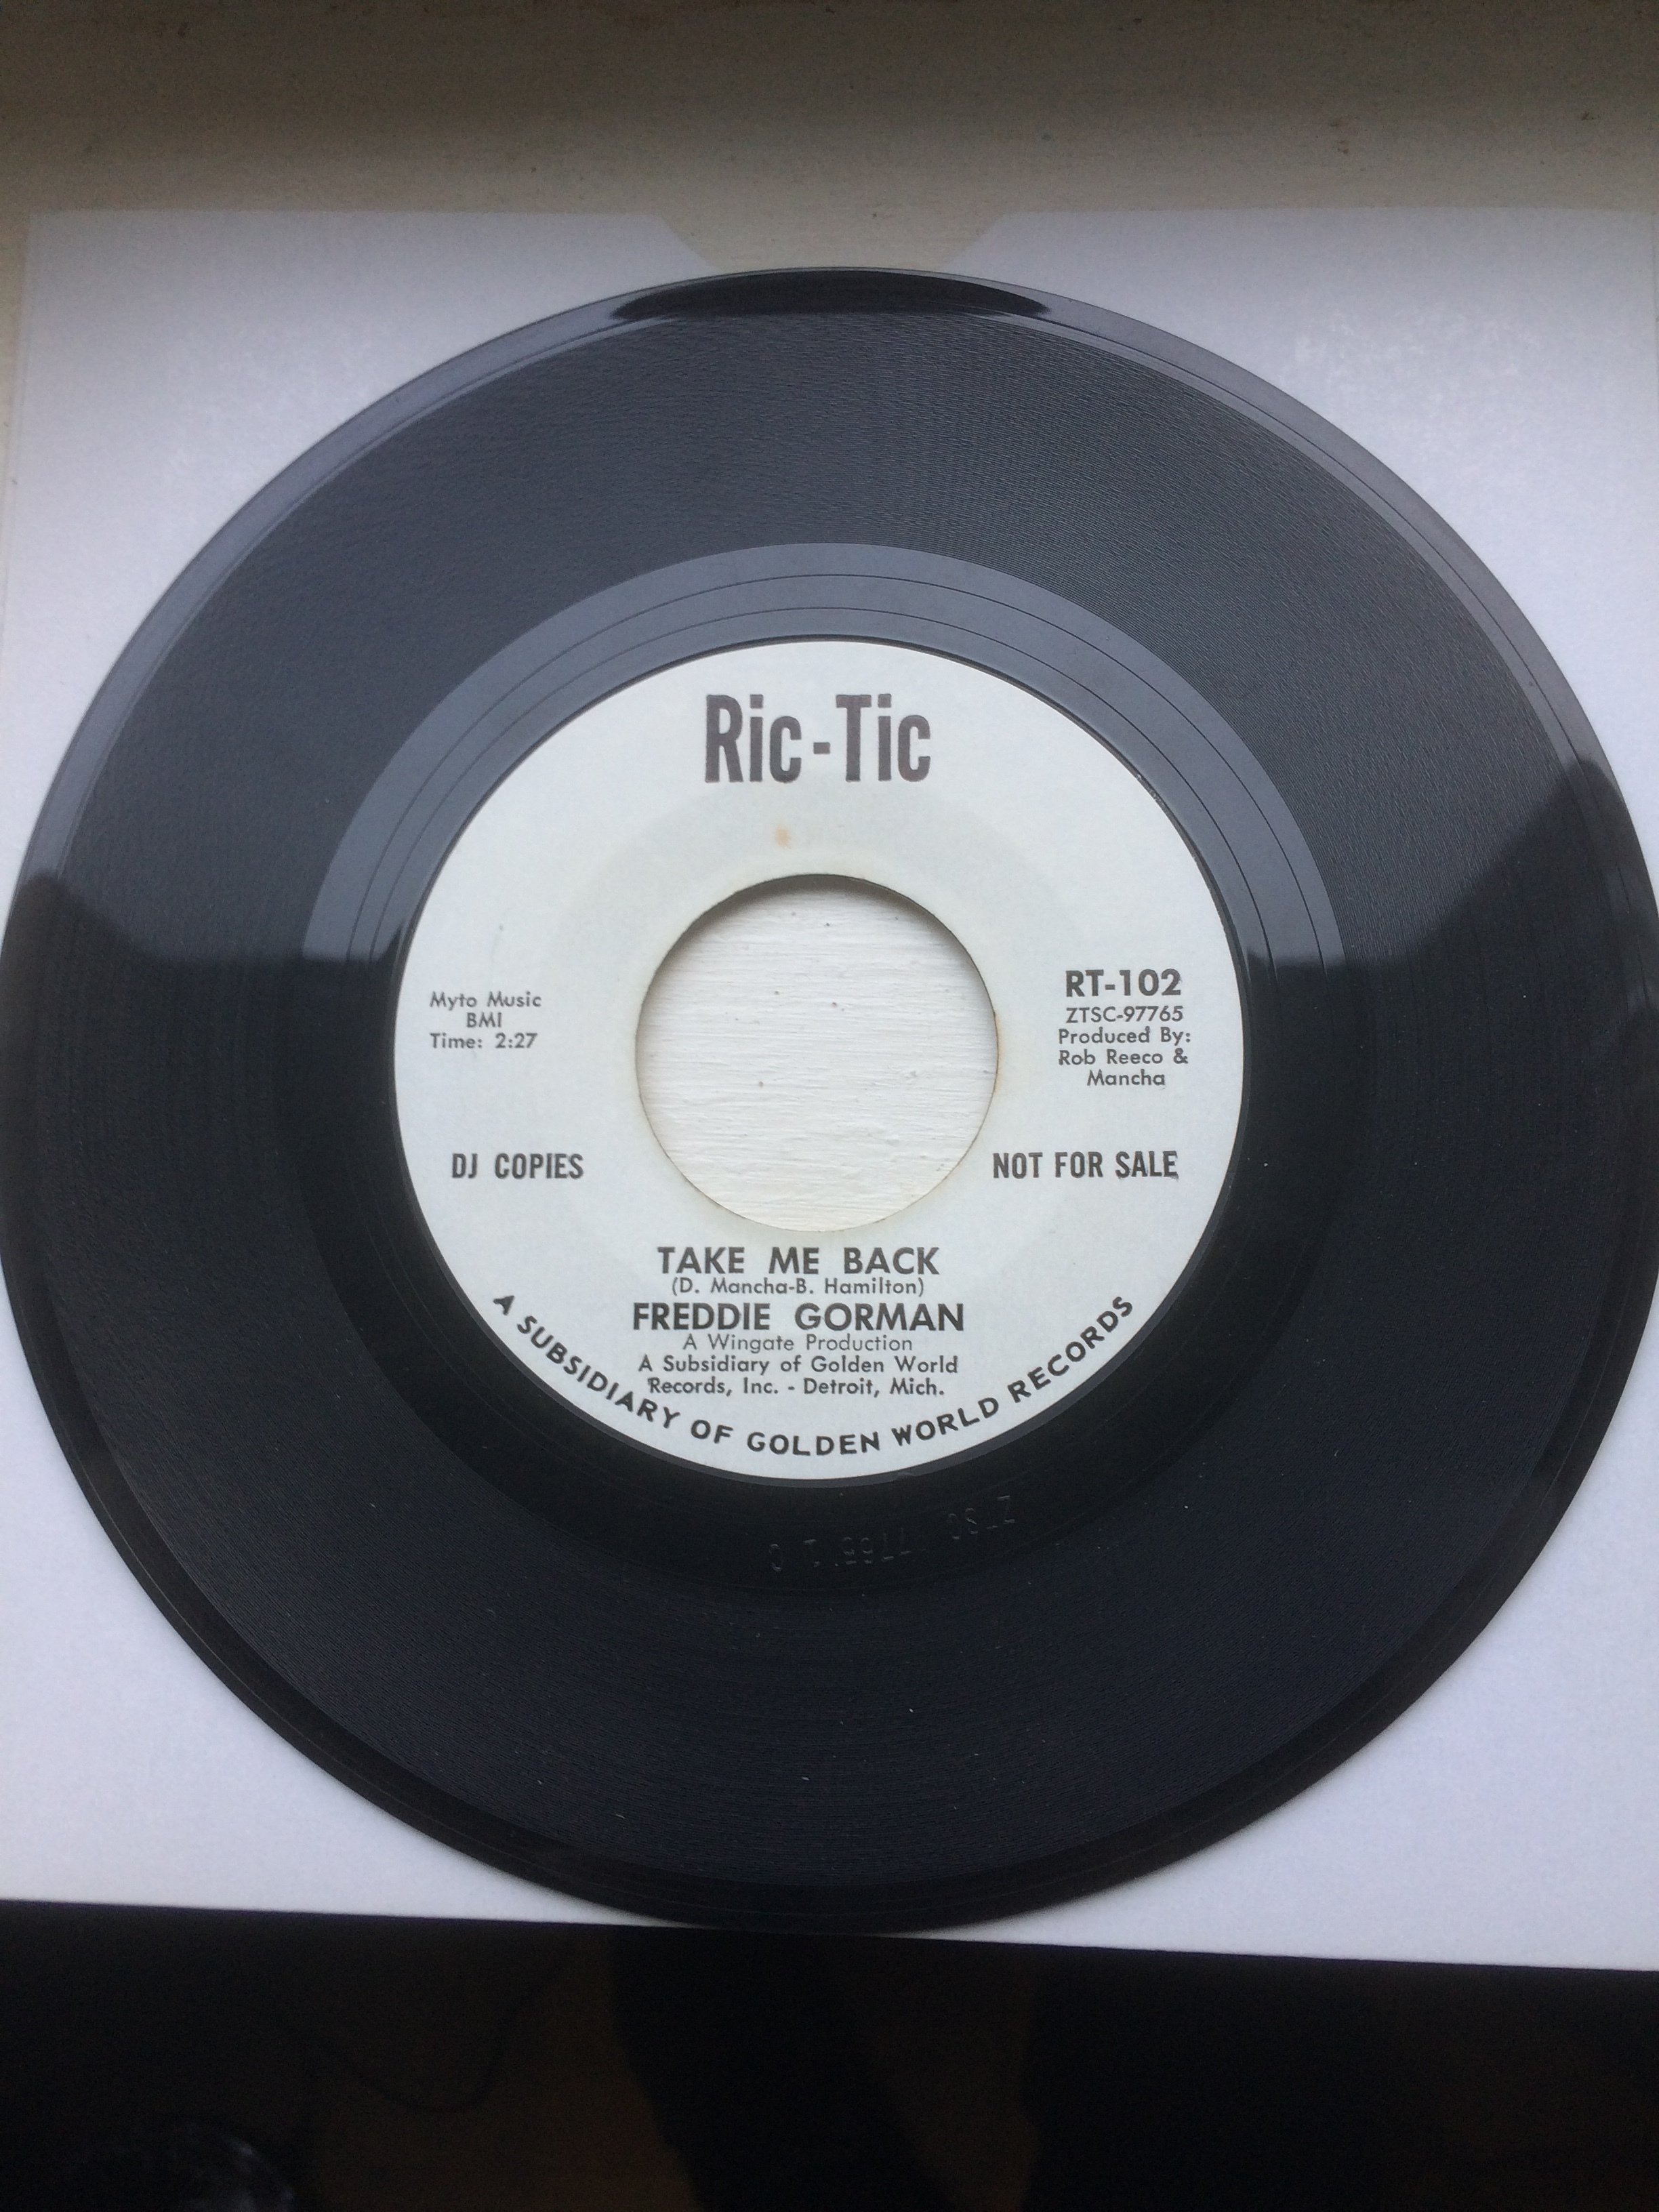 Ric-Tic
Myto Music
BMI
Time: 2:27
RT-102
ZTSC-97765
Produced By:
Rob Reeco &
Mancha
DJ COPIES
NOT FOR SALE
TAKE ME BACK
(D. Mancha-B. Hamilton)
FREDDIE GORMAN
A Wingate Production
A Subsidiary of Golden World
Records, Inc. - Detroit, Mich.
A SUBSIDIARY OF GOLDEN WORLD RECORDS
ZTSC